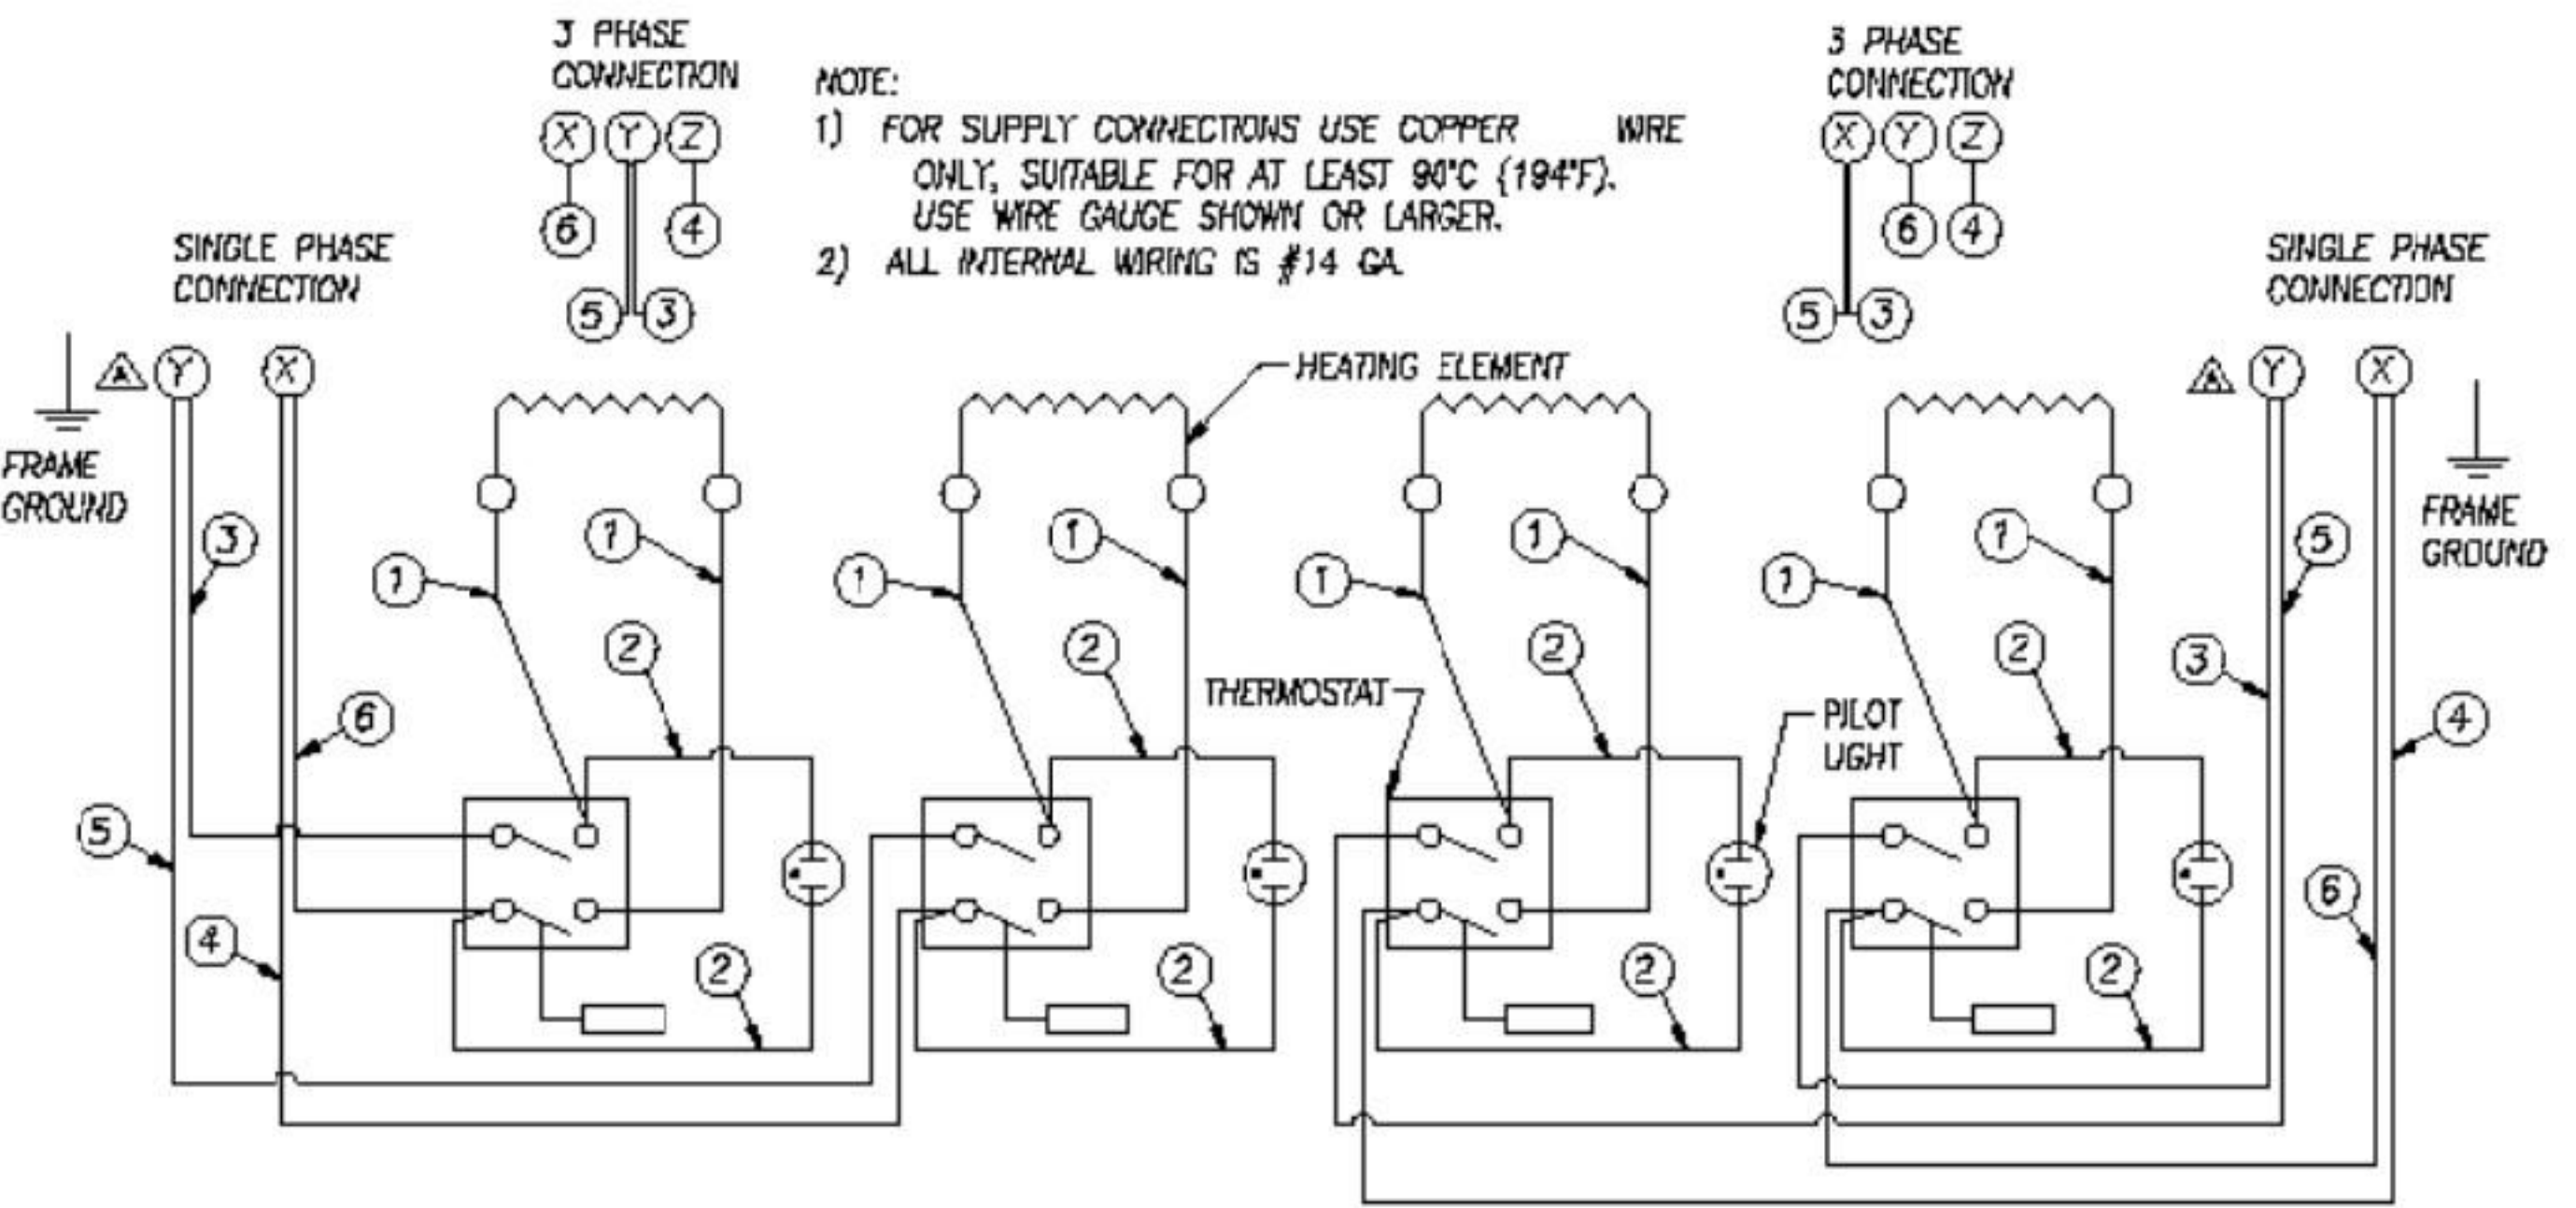 3 PHASE
CONNECTION
X Y Z
6 4
5 3
NOTE:
1) FOR SUPPLY CONNECTIONS USE COPPER WIRE
ONLY, SUITABLE FOR AT LEAST 90°C (194°F).
USE WIRE GAUGE SHOWN OR LARGER.
2) ALL INTERNAL WIRING IS #14 GA.
3 PHASE
CONNECTION
X Y Z
6 4
5 3
SINGLE PHASE
CONNECTION
A Y X
FRAME
GROUND
SINGLE PHASE
CONNECTION
A Y X
FRAME
GROUND
HEATING ELEMENT
3
1
1
1
1
1
1
1
1
5
2
2
2
2
3
THERMOSTAT
PILOT
LIGHT
6
4
5
6
4
2
2
2
2